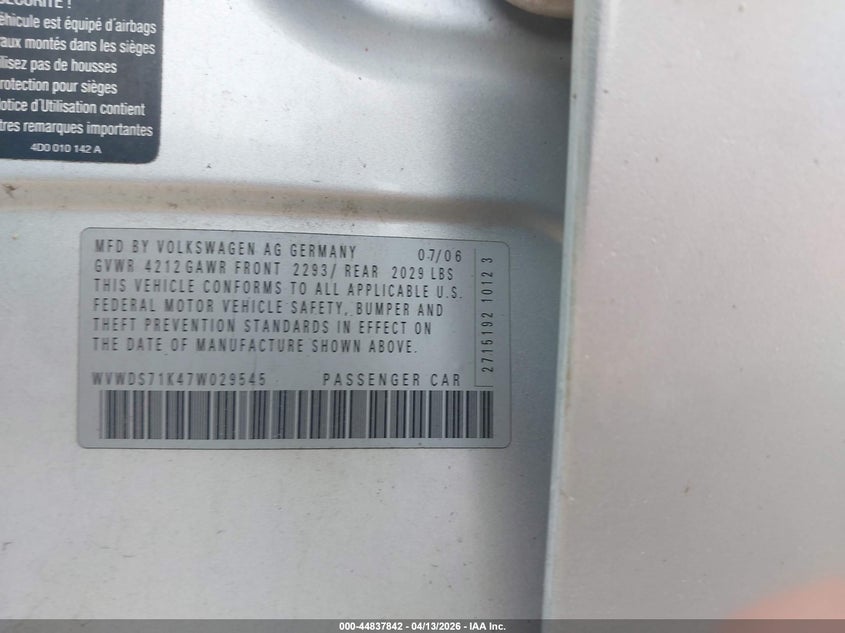 SÉCURITÉ !
éhicule est équipé d'airbags
raux montés dans les sièges
ilisez pas de housses
rotection pour sièges
otice d'Utilisation contient
tres remarques importantes
4D0 010 142 A
MFD BY VOLKSWAGEN AG GERMANY 07/06
GVWR 4212 GAWR FRONT 2293/ REAR 2029 LBS
THIS VEHICLE CONFORMS TO ALL APPLICABLE U.S.
FEDERAL MOTOR VEHICLE SAFETY, BUMPER AND
THEFT PREVENTION STANDARDS IN EFFECT ON
THE DATE OF MANUFACTURE SHOWN ABOVE.
WVWDS71K47W029545 PASSENGER CAR
2715192 1012 3
000-44837842 - 04/13/2026 - IAA Inc.